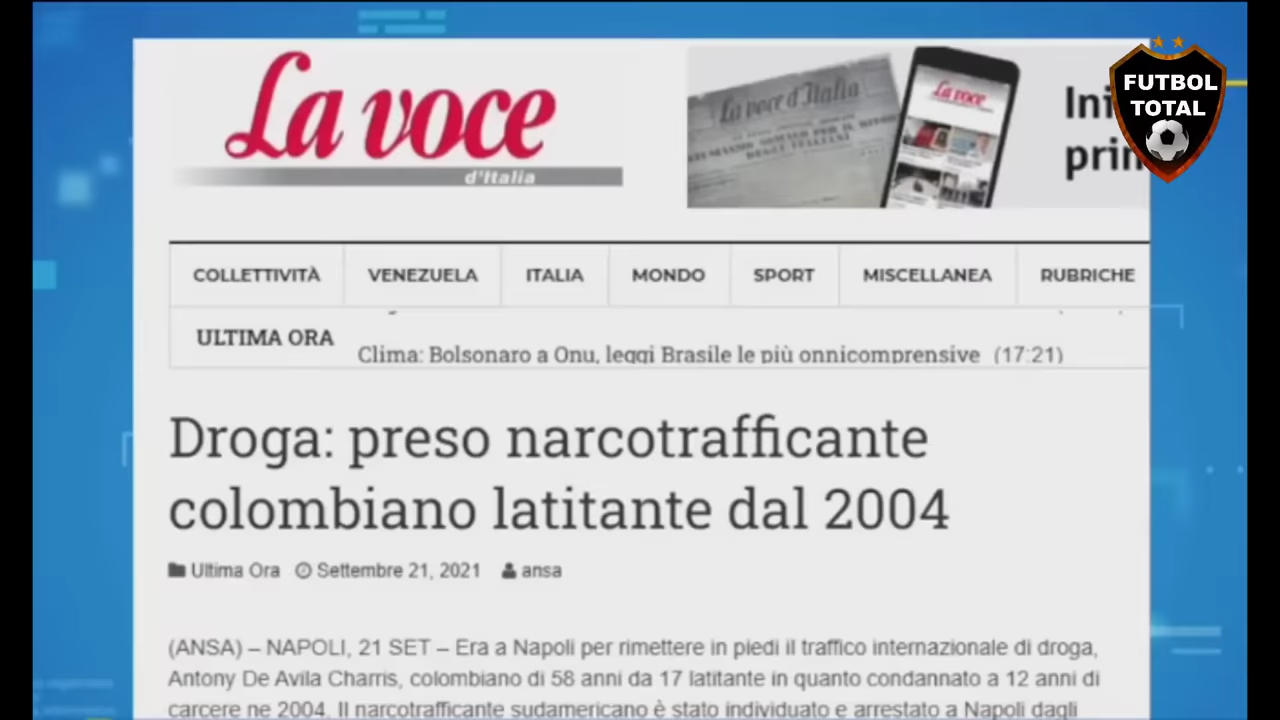 La voce
d'Italia
La voce d'Italia
La voce
Ini
prin
FUTBOL
TOTAL
COLLETTIVITÀ VENEZUELA ITALIA MONDO SPORT MISCELLANEA RUBRICHE
ULTIMA ORA
Clima: Bolsonaro a Onu, leggi Brasile le più onnicomprensive (17:21)
Droga: preso narcotrafficante
colombiano latitante dal 2004
Ultima Ora Settembre 21, 2021 ansa
(ANSA) – NAPOLI, 21 SET – Era a Napoli per rimettere in piedi il traffico internazionale di droga,
Antony De Avila Charris, colombiano di 58 anni da 17 latitante in quanto condannato a 12 anni di
carcere ne 2004. Il narcotrafficante sudamericano è stato individuato e arrestato a Napoli dagli